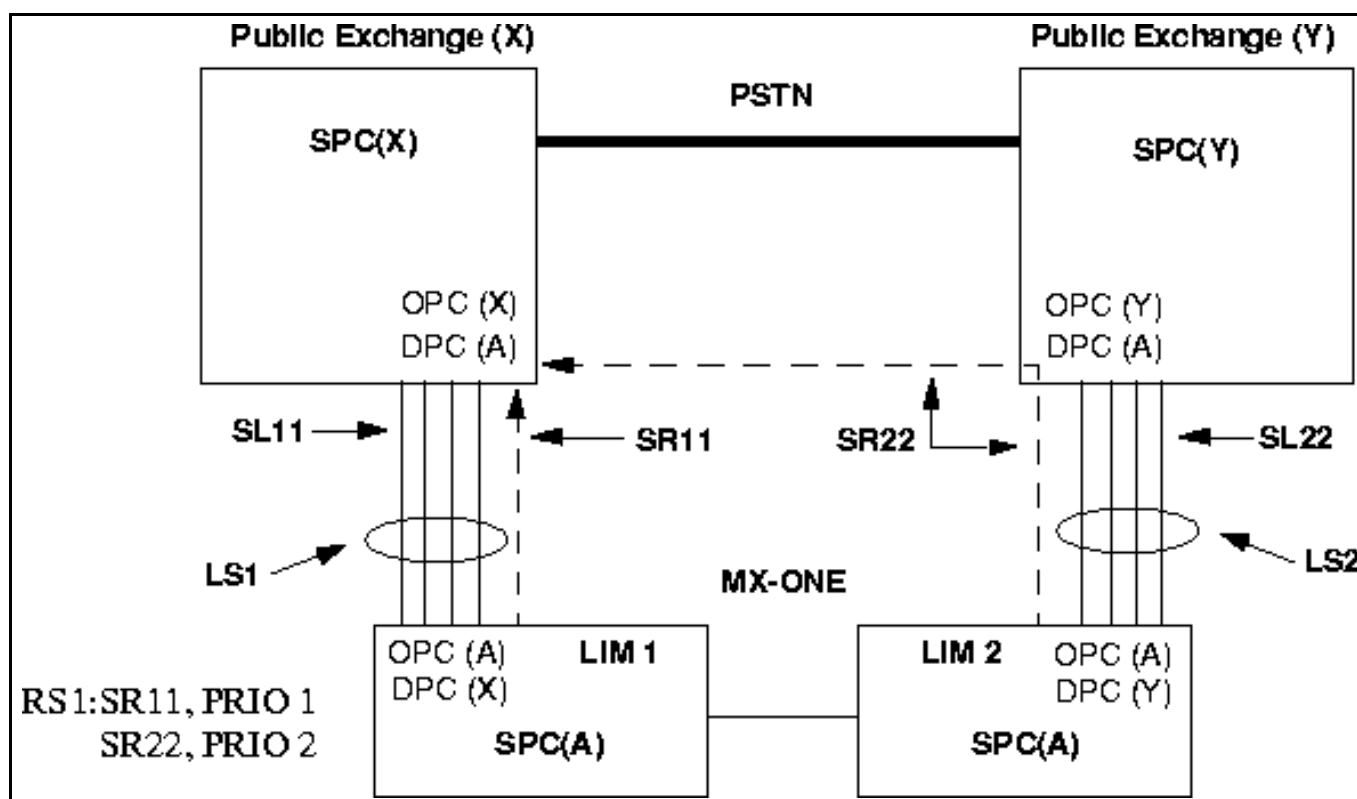 Public Exchange (X)
Public Exchange (Y)
PSTN
SPC(X)
SPC(Y)
OPC (X)
DPC (A)
OPC (Y)
DPC (A)
SL11
SR11
SR22
SL22
LS1
LS2
MX-ONE
OPC (A)
DPC (X)
LIM 1
SPC(A)
LIM 2
OPC (A)
DPC (Y)
SPC(A)
RS1:SR11, PRIO 1
SR22, PRIO 2